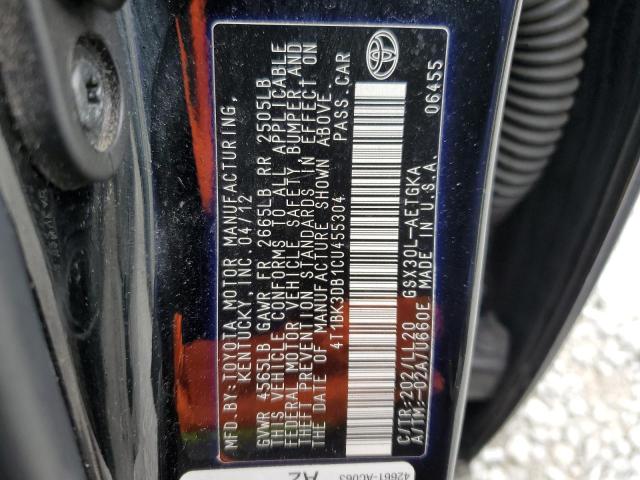 MFD.BY:TOYOTA MOTOR MANUFACTURING,
KENTUCKY, INC. 04/12
GVWR 4565LB GAWR FR 2665LB RR 2505LB
THIS VEHICLE CONFORMS TO ALL APPLICABLE
FEDERAL MOTOR VEHICLE SAFETY, BUMPER, AND
THEFT PREVENTION STANDARDS IN EFFECT ON
THE DATE OF MANUFACTURE SHOWN ABOVE.
4T1BK3DB1CU455304 PASS.CAR
C/TR:202/LL20 GSX30L-AETGKA
A/TM:-02A/U660E MADE IN U.S.A. 06455
42661-AC063
AZ